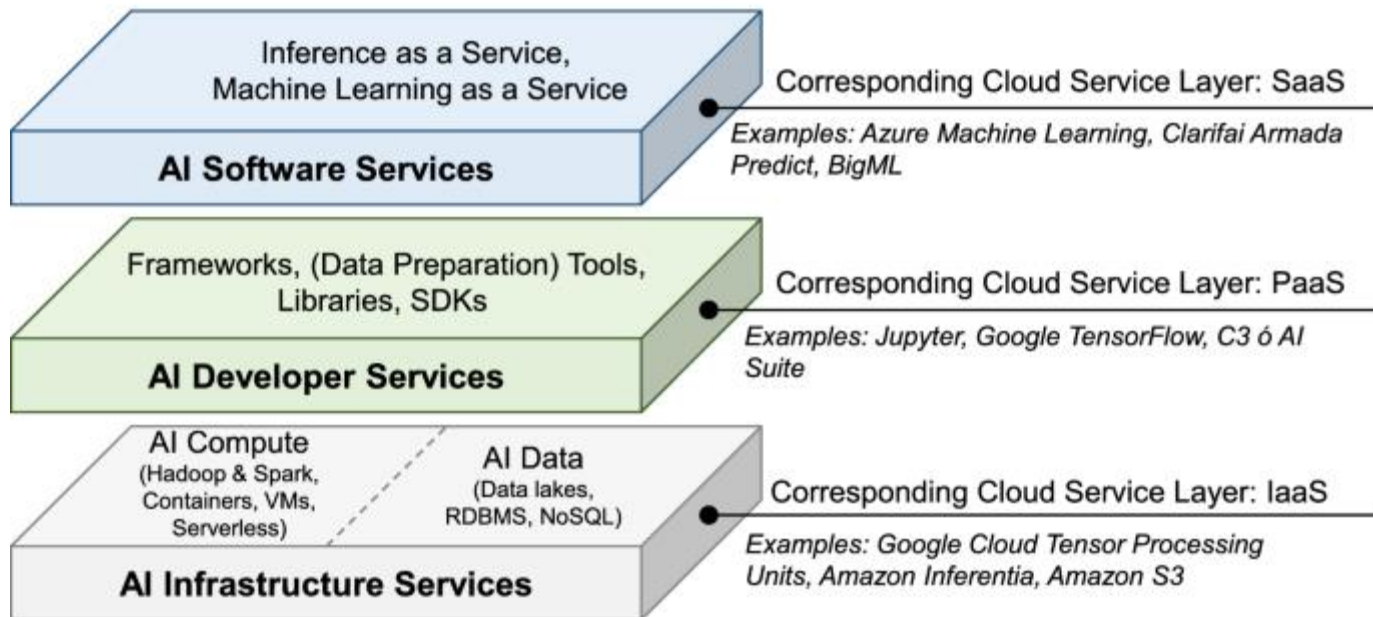 Inference as a Service,
Machine Learning as a Service
AI Software Services
Corresponding Cloud Service Layer: SaaS
Examples: Azure Machine Learning, Clarifai Armada
Predict, BigML
Frameworks, (Data Preparation) Tools,
Libraries, SDKs
AI Developer Services
Corresponding Cloud Service Layer: PaaS
Examples: Jupyter, Google TensorFlow, C3 ó AI
Suite
AI Compute
(Hadoop & Spark,
Containers, VMs,
Serverless)
AI Data
(Data lakes,
RDBMS, NoSQL)
AI Infrastructure Services
Corresponding Cloud Service Layer: IaaS
Examples: Google Cloud Tensor Processing
Units, Amazon Inferentia, Amazon S3